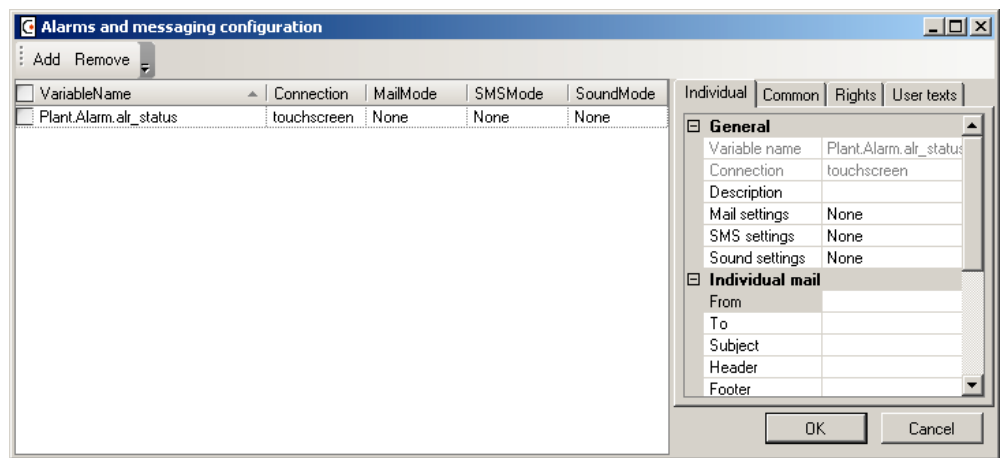 Alarms and messaging configuration
Add Remove
VariableName Connection MailMode SMSMode SoundMode
Plant.Alarm.alr_status touchscreen None None None
Individual Common Rights User texts
General
Variable name Plant.Alarm.alr_status
Connection touchscreen
Description
Mail settings None
SMS settings None
Sound settings None
Individual mail
From
To
Subject
Header
Footer
OK Cancel